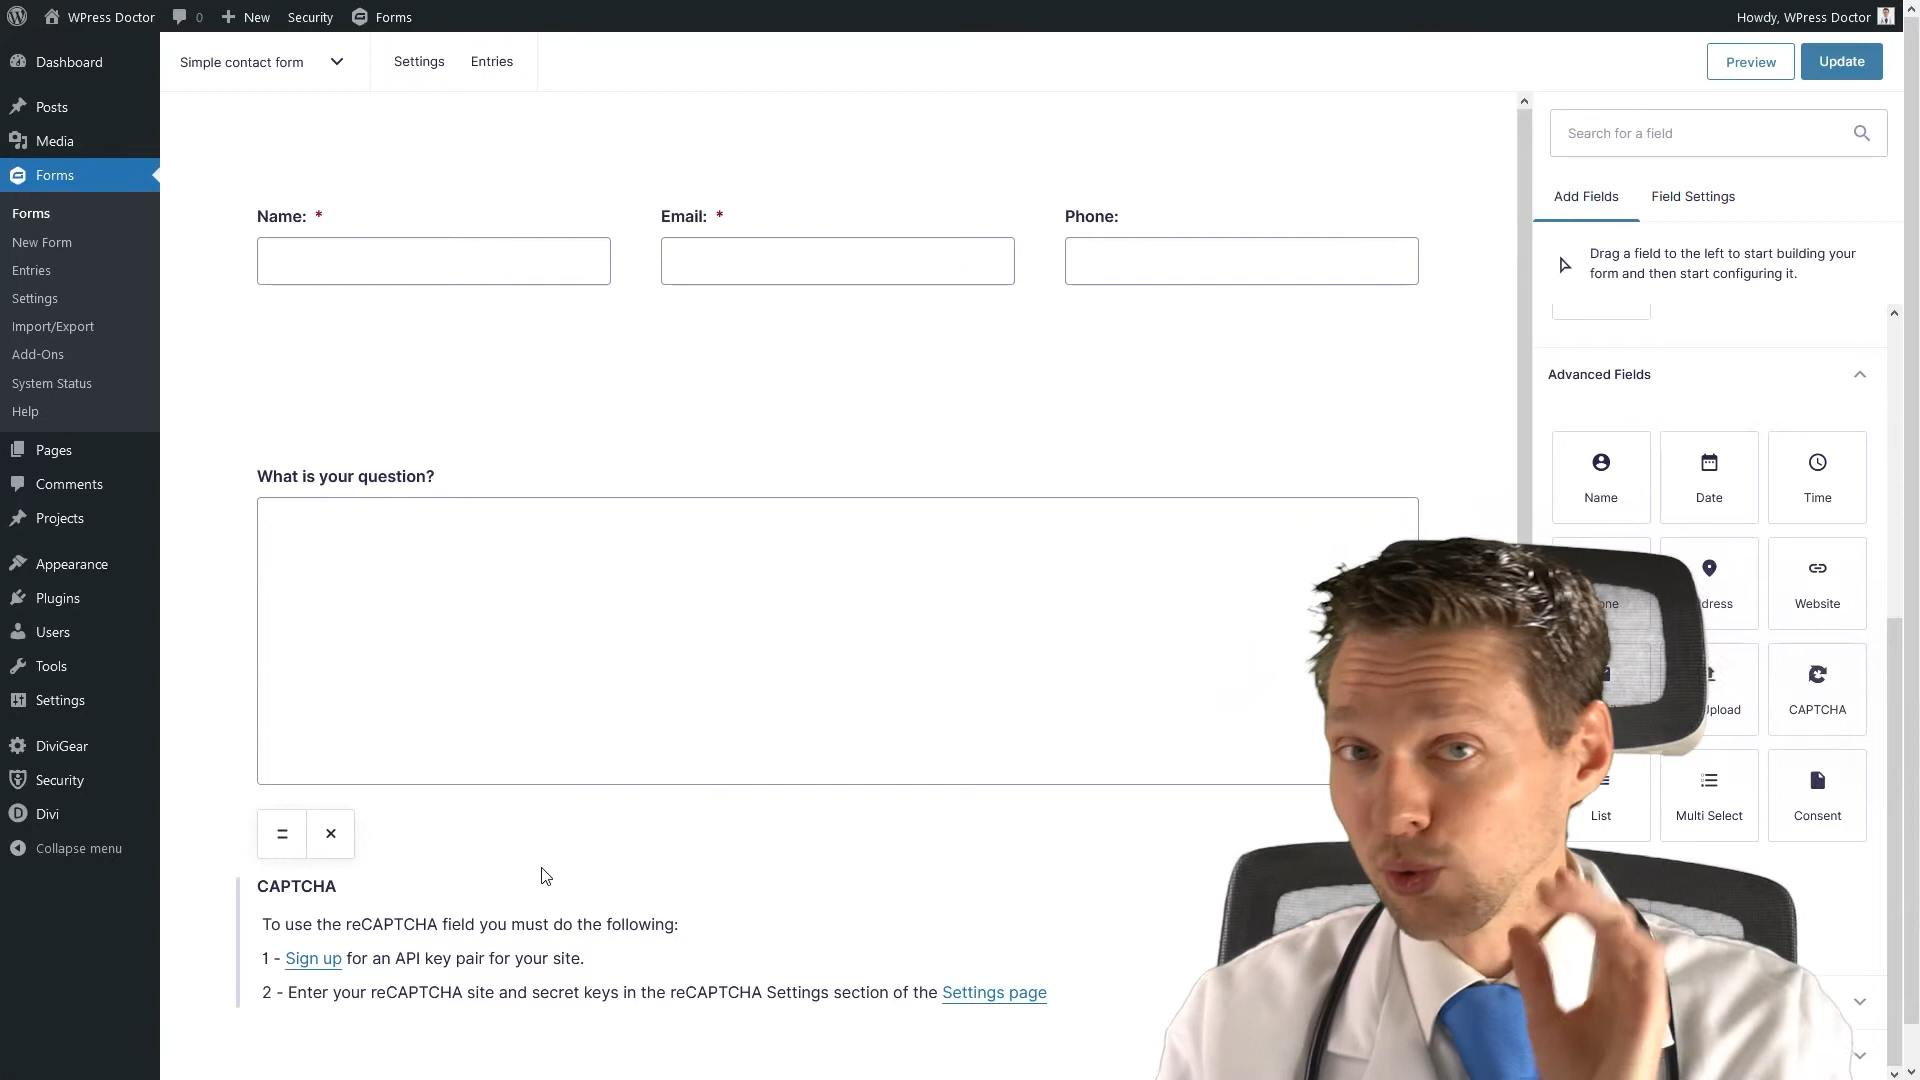 WPress Doctor 0 New Security Forms Howdy, WPress Doctor
Dashboard
Posts
Media
Forms
Forms
New Form
Entries
Settings
Import/Export
Add-Ons
System Status
Help
Pages
Comments
Projects
Appearance
Plugins
Users
Tools
Settings
DiviGear
Security
Divi
Collapse menu
Simple contact form Settings Entries Preview Update
Name: * Email: * Phone:
What is your question?
CAPTCHA
To use the reCAPTCHA field you must do the following:
1 - Sign up for an API key pair for your site.
2 - Enter your reCAPTCHA site and secret keys in the reCAPTCHA Settings section of the Settings page
Search for a field
Add Fields Field Settings
Drag a field to the left to start building your
form and then start configuring it.
Advanced Fields
Name Date Time
Website
CAPTCHA
List Multi Select Consent